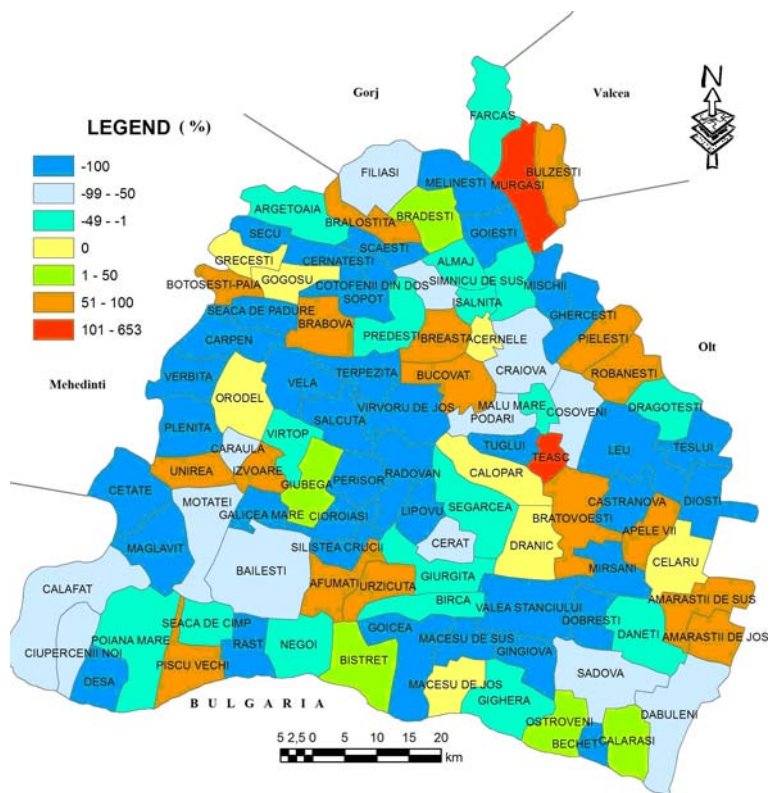 Gorj
Valcea
N
LEGEND (%)
-100
-99 - -50
-49 - -1
0
1 - 50
51 - 100
101 - 653
FARCAS
FILIASI
MELINESTI
MURGASI
BULZESTI
ARGETOAIA
BRALOSTITA
BRADESTI
GOIESTI
SECU
SCAESTI
GRECESTI
CERNATESTI
ALMAJ
BOTOSESTI-PAIA
GOGOSU
COTOFENII DIN DOS
SIMNICU DE SUS
MISCHII
SOPOT
ISALNITA
SEACA DE PADURE
BRABOVA
PREDESTI
BREASTA
CERNELE
GHERCESTI
PIELESTI
CARPEN
Olt
Mehedinti
VERBITA
VELA
TERPEZITA
BUCOVAT
CRAIOVA
ROBANESTI
ORODEL
SALCUTA
VIRVORU DE JOS
MALU MARE
COSOVENI
DRAGOTESTI
PLENITA
VIRTOP
PODARI
CARAULA
TUGLUI
LEU
TESLUI
UNIREA
IZVOARE
CALOPAR
TEASC
CETATE
GIUBEGA
PERISOR
RADOVAN
MOTATEI
CASTRANOVA
DIOSTI
GALICEA MARE
CIOROIASI
LIPOVU
SEGARCEA
BRATOVOESTI
APELE VII
MAGLAVIT
SILISTEA CRUCII
CERAT
DRANIC
CELARU
BAILESTI
MIRSANI
CALAFAT
AFUMATI
URZICUTA
GIURGITA
BIRCA
VALEA STANCIULUI
AMARASTII DE SUS
SEACA DE CIMP
GOICEA
DOBRESTI
CIUPERCENII NOI
POIANA MARE
RAST
NEGOI
MACESU DE SUS
DANETI
AMARASTII DE JOS
PISCU VECHI
BISTRET
GINGIOVA
DESA
MACESU DE JOS
SADOVA
BULGARIA
GIGHERA
OSTROVENI
DABULENI
BECHET
CALARASI
5 2,5 0 5 10 15 20
km